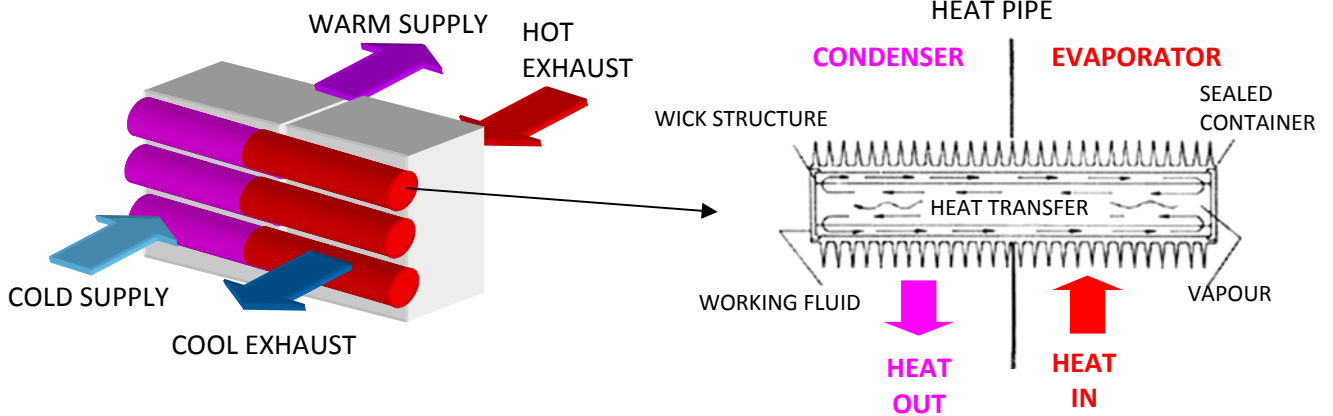 WARM SUPPLY
HOT
EXHAUST
COLD SUPPLY
COOL EXHAUST
HEAT PIPE
CONDENSER
EVAPORATOR
WICK STRUCTURE
SEALED
CONTAINER
HEAT TRANSFER
WORKING FLUID
VAPOUR
HEAT
OUT
HEAT
IN